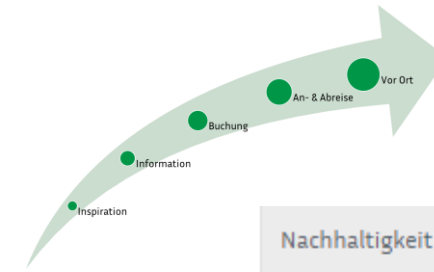 Vor Ort
An- & Abreise
Buchung
Information
Inspiration
Nachhaltigkeit